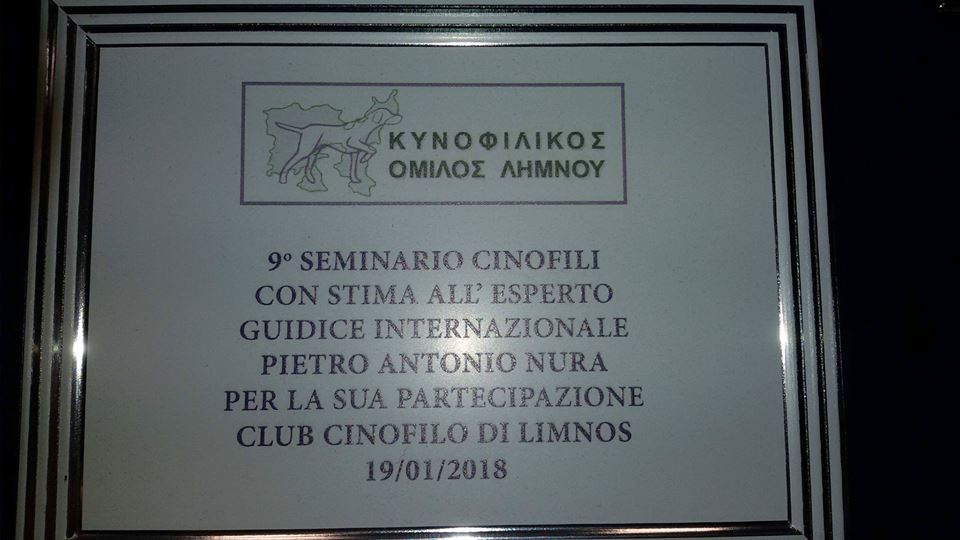 ΚΥΝΟΦΙΛΙΚΟΣ
ΟΜΙΛΟΣ ΛΗΜΝΟΥ
9º SEMINARIO CINOFILI
CON STIMA ALL' ESPERTO
GUIDICE INTERNAZIONALE
PIETRO ANTONIO NURA
PER LA SUA PARTECIPAZIONE
CLUB CINOFILO DI LIMNOS
19/01/2018